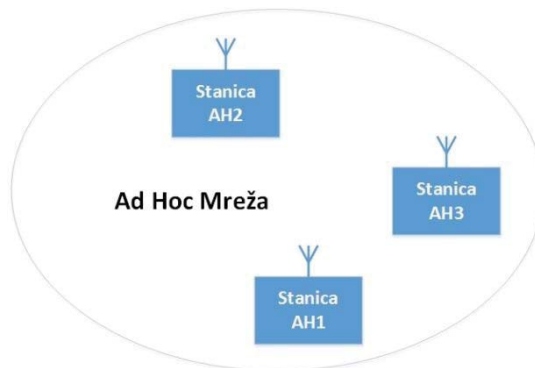 Stanica
AH2
Ad Hoc Mreža
Stanica
AH3
Stanica
AH1